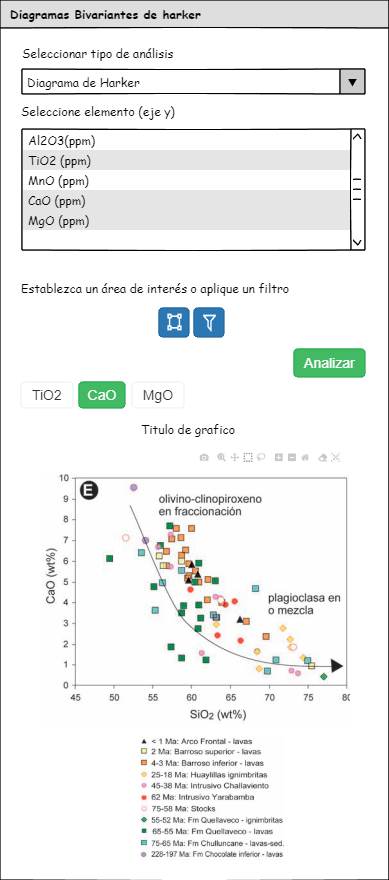 Diagramas Bivariantes de harker
Seleccionar tipo de análisis
Diagrama de Harker
Seleccione elemento (eje y)
Al2O3(ppm)
TiO2 (ppm)
MnO (ppm)
CaO (ppm)
MgO (ppm)
Establezca un área de interés o aplique un filtro
Analizar
TiO2 CaO MgO
Titulo de grafico
E
olivino-clinopiroxeno
en fraccionación
plagioclasa en
o mezcla
CaO (wt%)
10
9
8
7
6
5
4
3
2
1
0
45 50 55 60 65 70 75 80
SiO2 (wt%)
< 1 Ma: Arco Frontal - lavas
2 Ma: Barroso superior - lavas
4-3 Ma: Barroso inferior - lavas
25-18 Ma: Huaylillas ignimbritas
45-38 Ma: Intrusivo Challaviento
62 Ma: Intrusivo Yarabamba
75-58 Ma: Stocks
55-52 Ma: Fm Quellaveco - ignimbritas
65-55 Ma: Fm Quellaveco - lavas
75-65 Ma: Fm Chulluncane - lavas-sed.
228-197 Ma: Fm Chocolate inferior - lavas